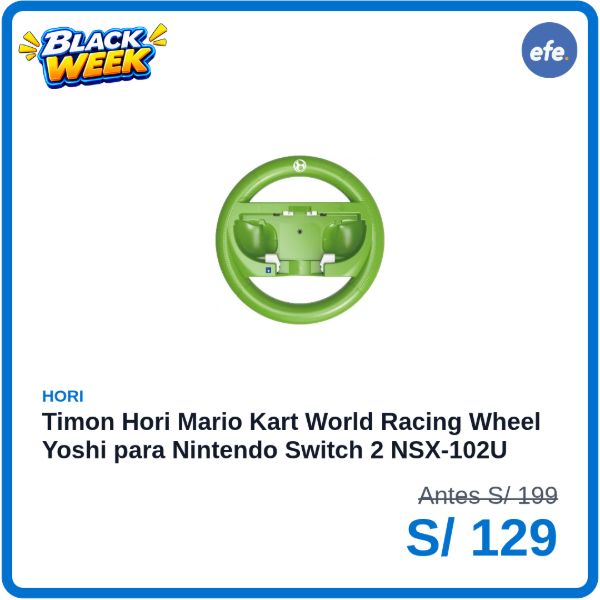 BLACK
WEEK
efe.
HORI
Timon Hori Mario Kart World Racing Wheel
Yoshi para Nintendo Switch 2 NSX-102U
Antes S/ 199
S/ 129